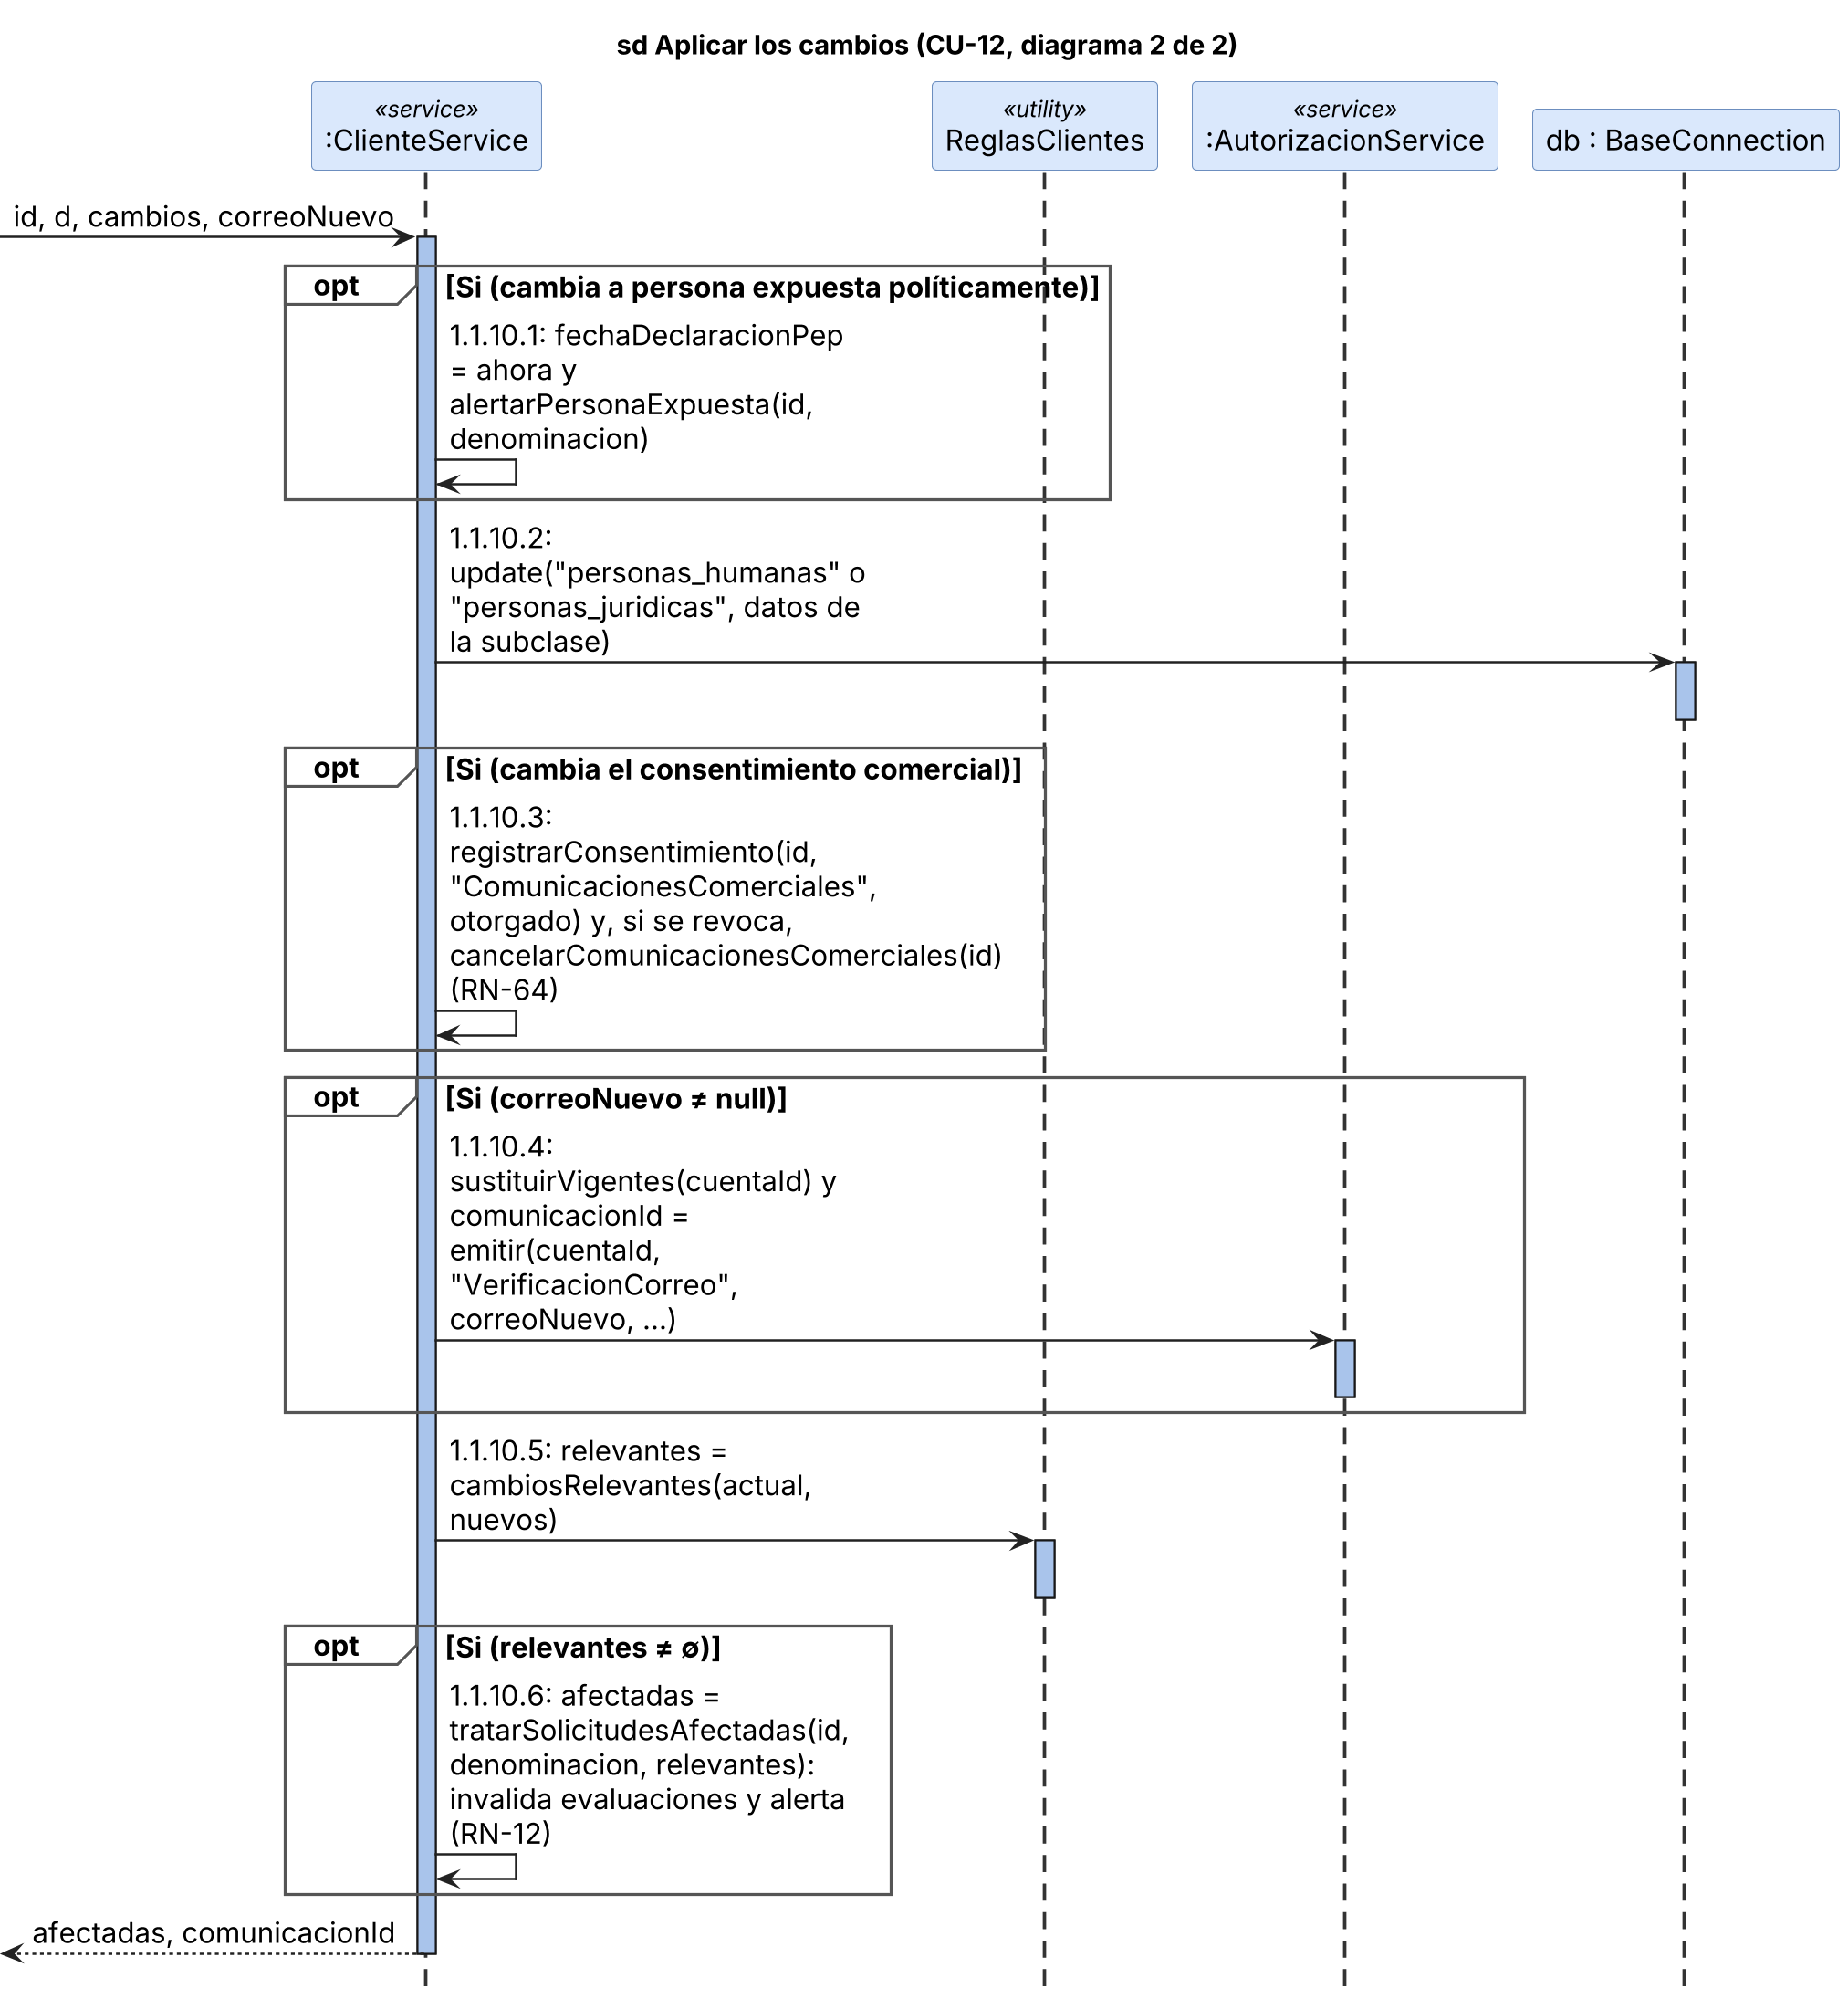 sd Aplicar los cambios (CU-12, diagrama 2 de 2)
«service»
:ClienteService
«utility»
ReglasClientes
«service»
:AutorizacionService
db : BaseConnection
id, d, cambios, correoNuevo
opt
[Si (cambia a persona expuesta políticamente)]
1.1.10.1: fechaDeclaracionPep
= ahora y
alertarPersonaExpuesta(id,
denominacion)
1.1.10.2:
update("personas_humanas" o
"personas_juridicas", datos de
la subclase)
opt
[Si (cambia el consentimiento comercial)]
1.1.10.3:
registrarConsentimiento(id,
"ComunicacionesComerciales",
otorgado) y, si se revoca,
cancelarComunicacionesComerciales(id)
(RN-64)
opt
[Si (correoNuevo ≠ null)]
1.1.10.4:
sustituirVigentes(cuentaId) y
comunicacionId =
emitir(cuentaId,
"VerificacionCorreo",
correoNuevo, ...)
1.1.10.5: relevantes =
cambiosRelevantes(actual,
nuevos)
opt
[Si (relevantes ≠ ø)]
1.1.10.6: afectadas =
tratarSolicitudesAfectadas(id,
denominacion, relevantes):
invalida evaluaciones y alerta
(RN-12)
afectadas, comunicacionId